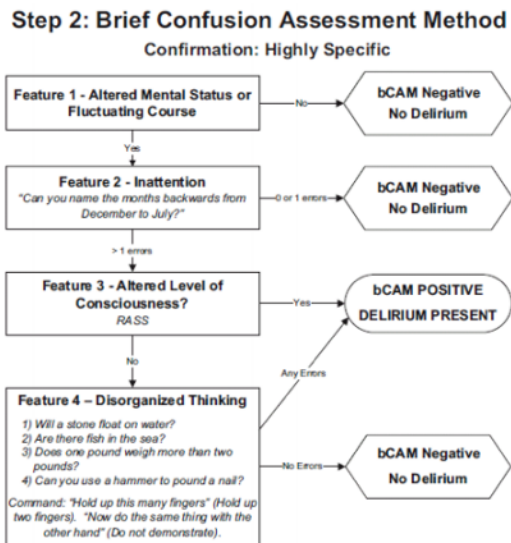 Step 2: Brief Confusion Assessment Method
Confirmation: Highly Specific
Feature 1 - Altered Mental Status or
Fluctuating Course
No
bCAM Negative
No Delirium
Yes
Feature 2 - Inattention
"Can you name the months backwards from
December to July?"
0 or 1 errors
bCAM Negative
No Delirium
> 1 errors
Feature 3 - Altered Level of
Consciousness?
RASS
Yes
bCAM POSITIVE
DELIRIUM PRESENT
No
Any Errors
Feature 4 – Disorganized Thinking
1) Will a stone float on water?
2) Are there fish in the sea?
3) Does one pound weigh more than two
pounds?
4) Can you use a hammer to pound a nail?
Command: "Hold up this many fingers" (Hold up
two fingers). "Now do the same thing with the
other hand" (Do not demonstrate).
No Errors
bCAM Negative
No Delirium